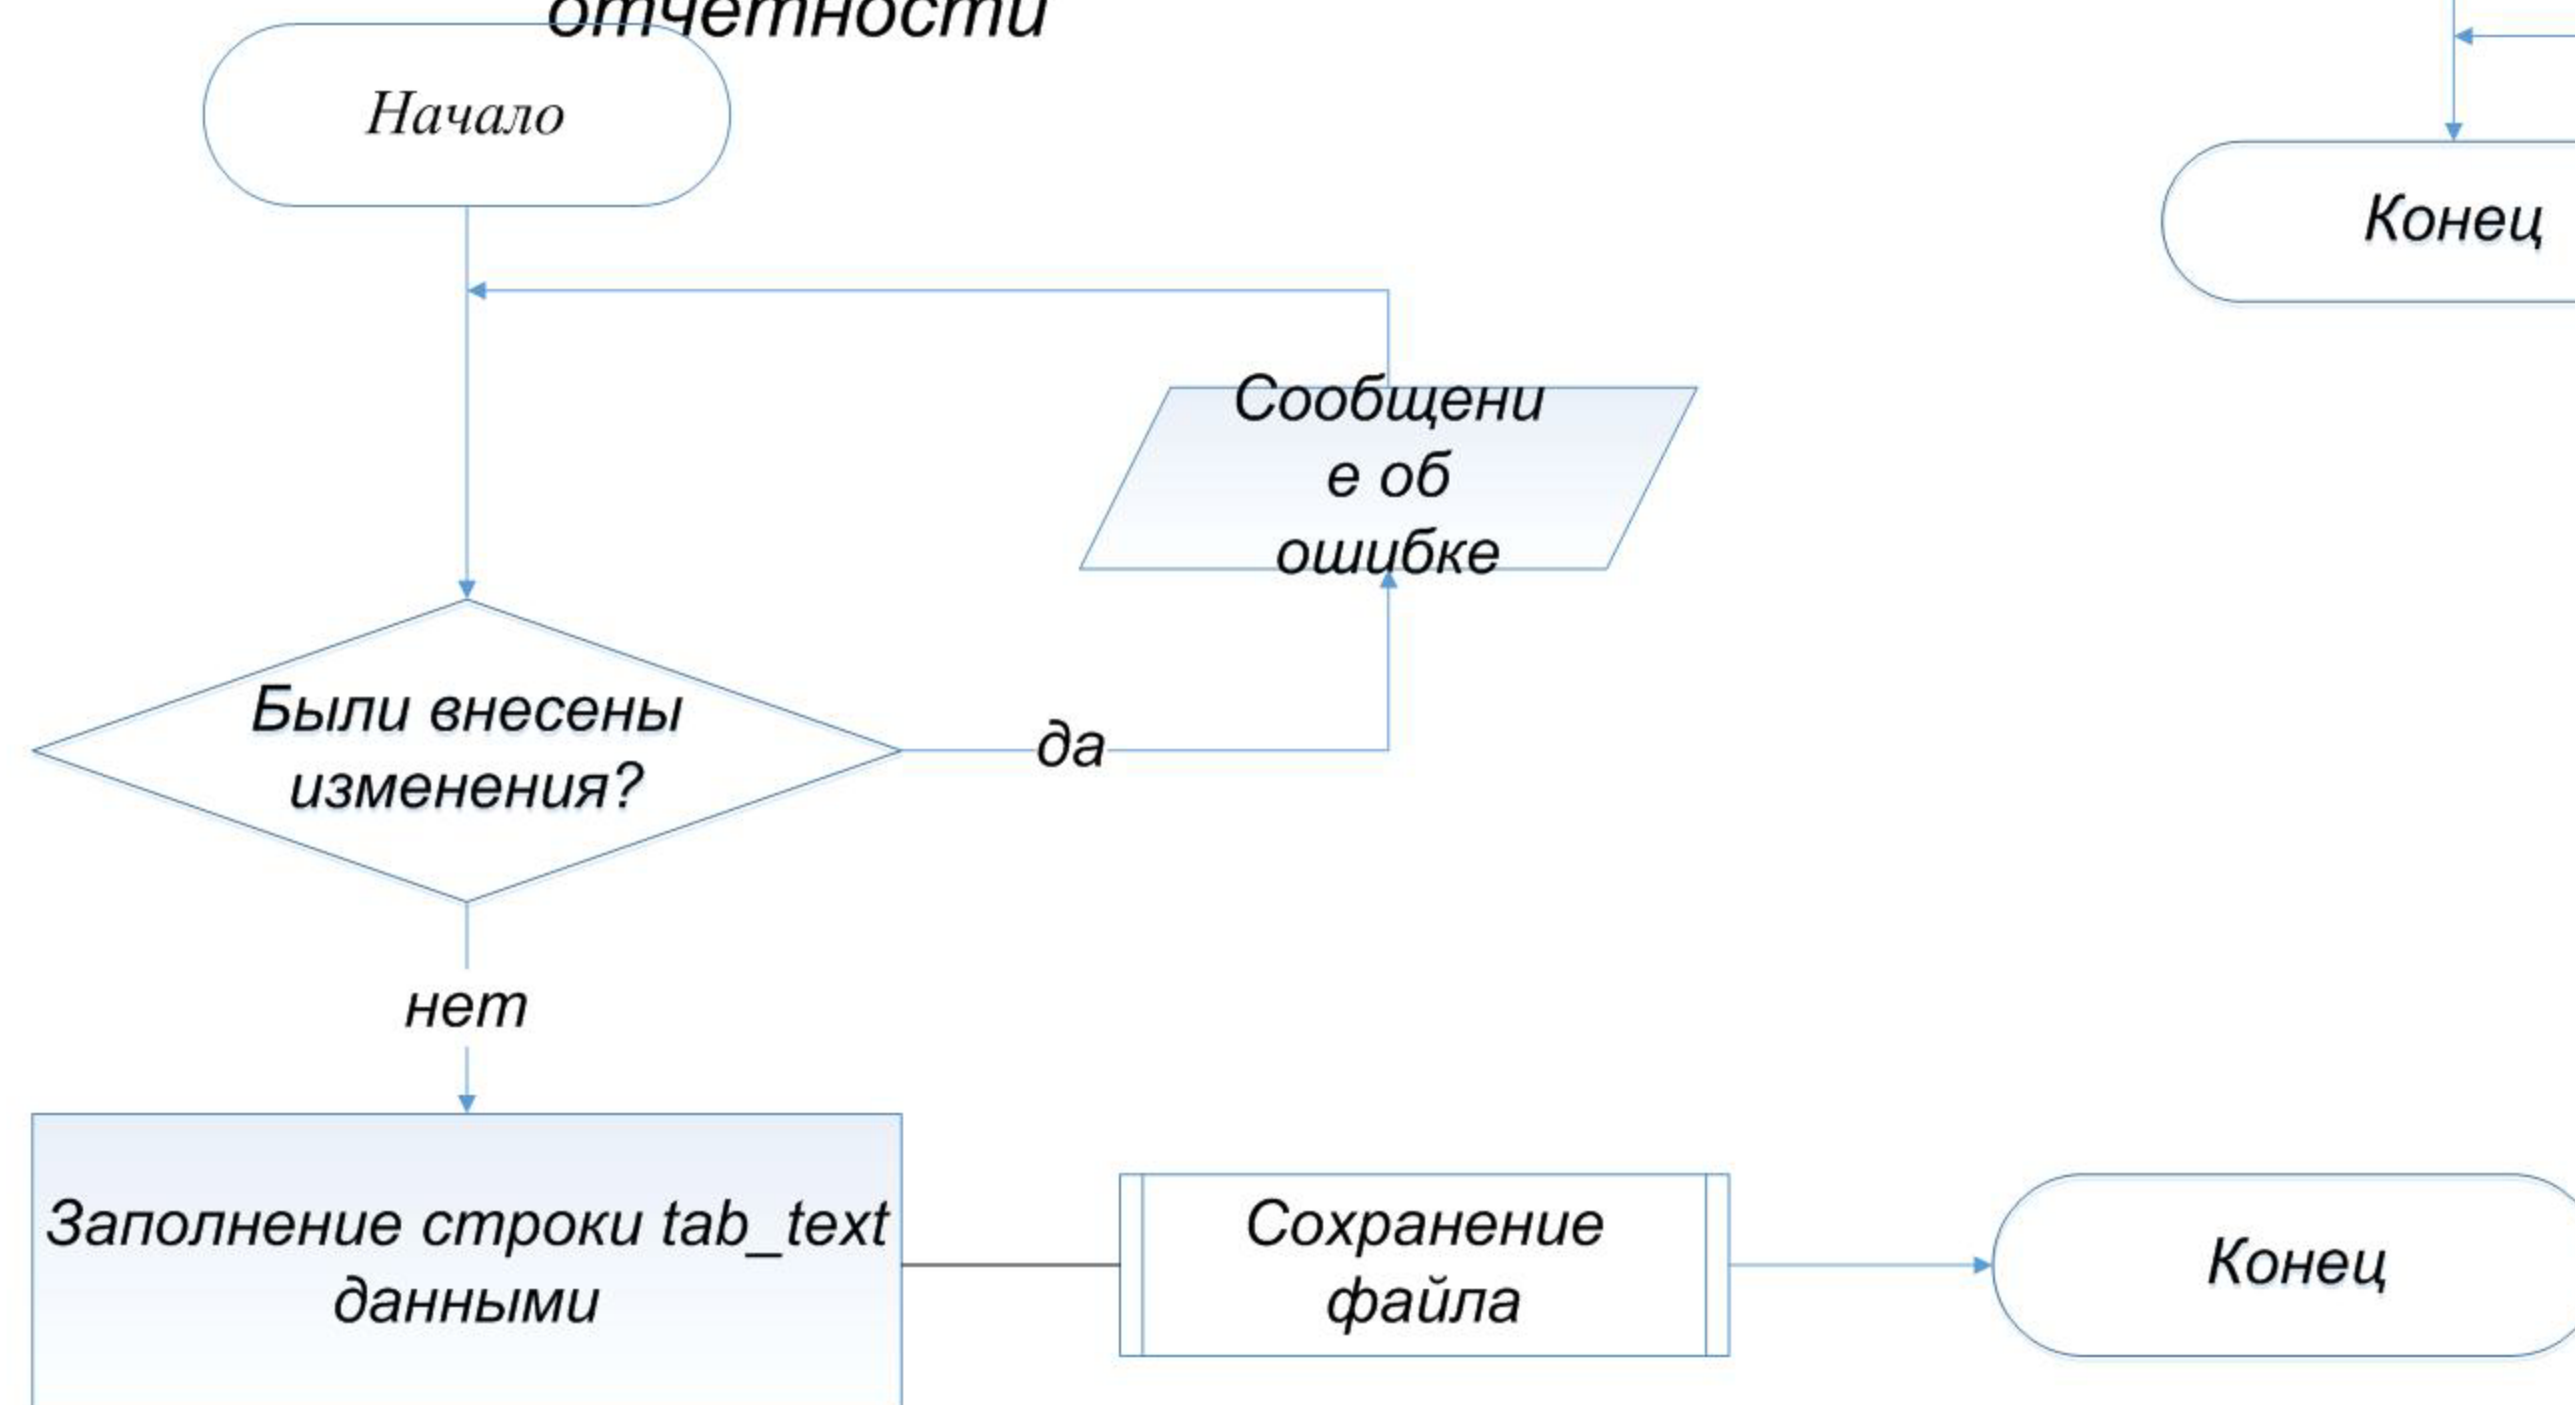 отчетности
Начало
Конец
Сообщени
е об
ошибке
Были внесены
изменения?
да
нет
Заполнение строки tab_text
данными
Сохранение
файла
Конец